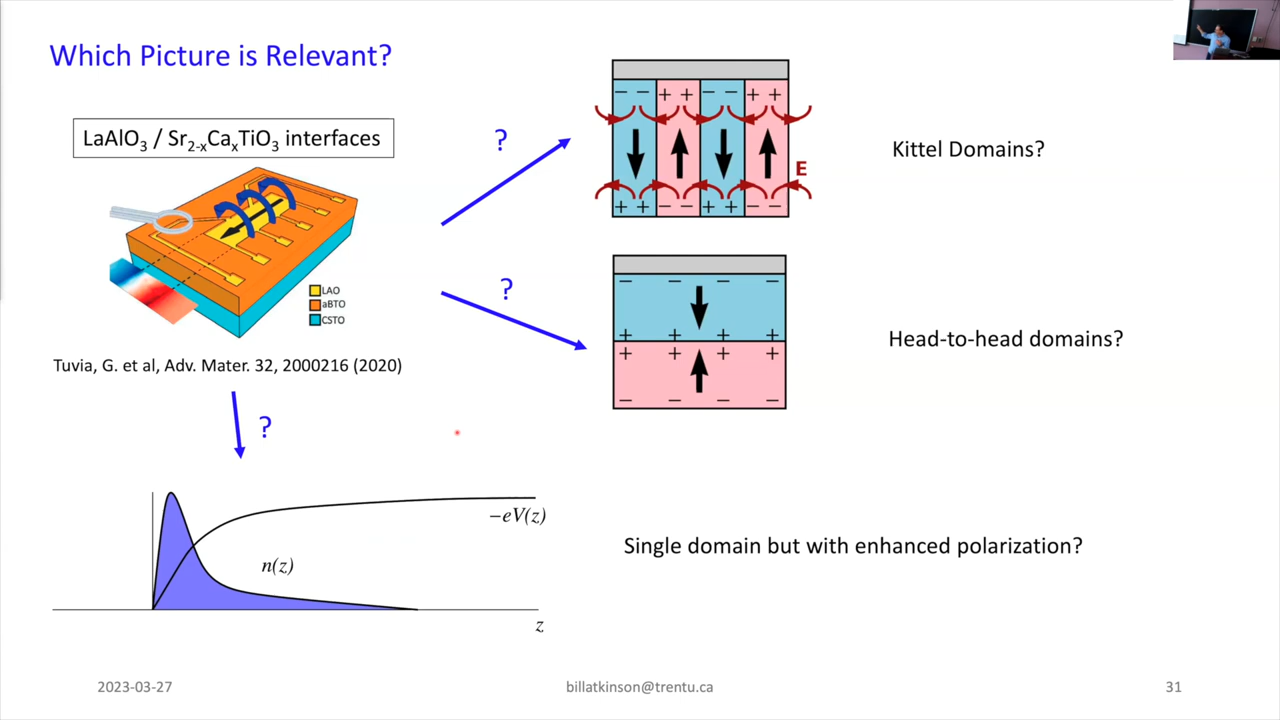 Which Picture is Relevant?
LaAlO3 / Sr2-xCaxTiO3 interfaces
LAO
aBTO
CSTO
Tuvia, G. et al, Adv. Mater. 32, 2000216 (2020)
?
?
?
− − + + − − + +
E
+ + − − + + − −
Kittel Domains?
− − − −
+ + + +
+ + + +
− − − −
Head-to-head domains?
−eV(z)
n(z)
z
Single domain but with enhanced polarization?
2023-03-27
billatkinson@trentu.ca
31